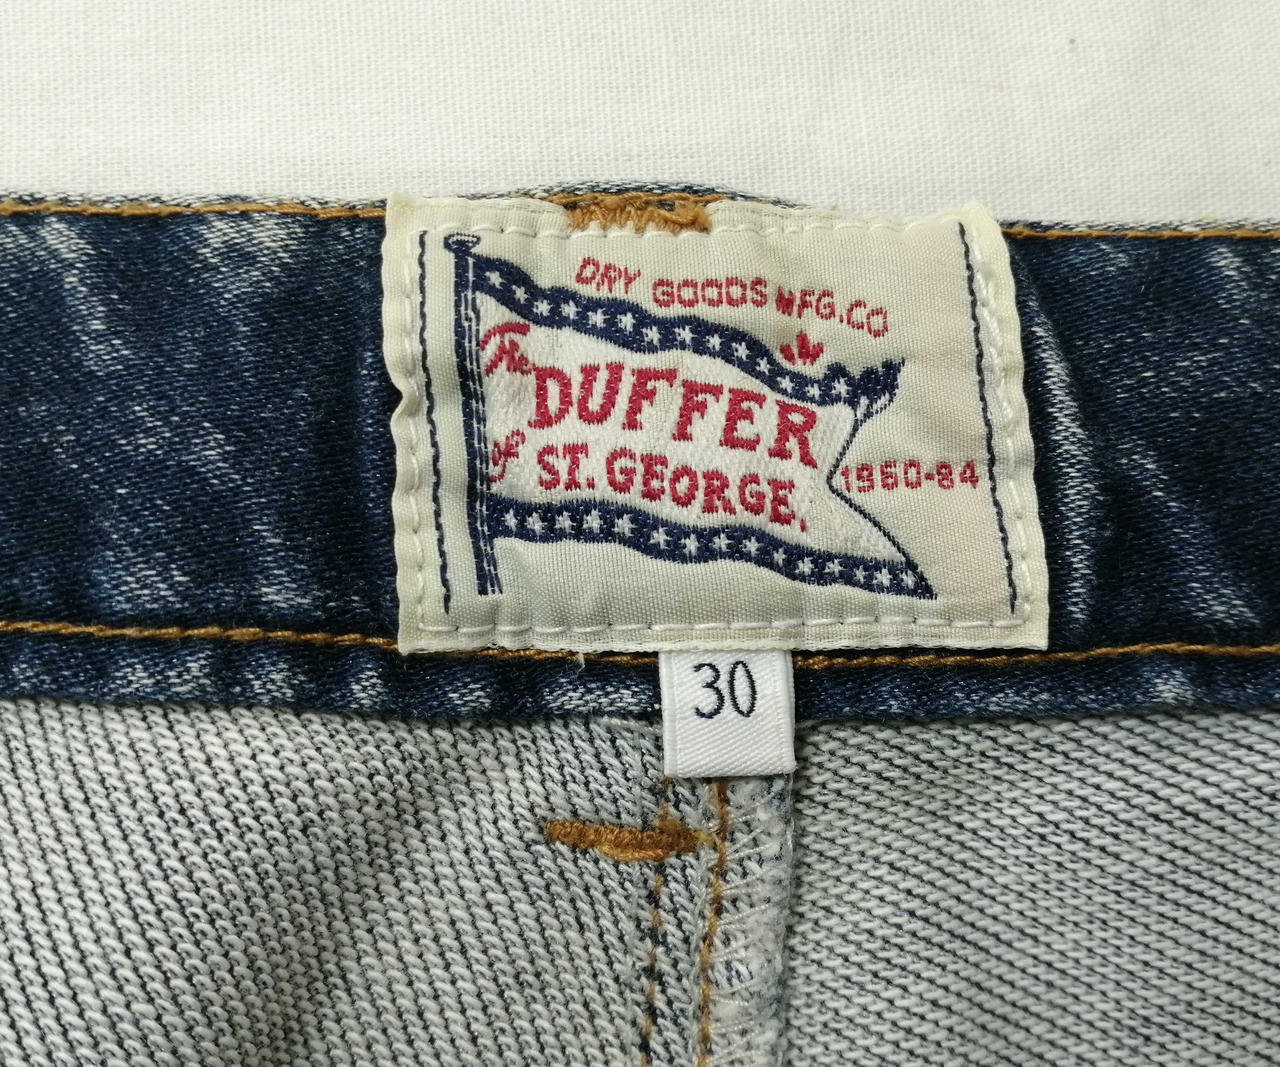 DRY GOODS MFG.CO
The DUFFER
of ST. GEORGE.
1960-84
30